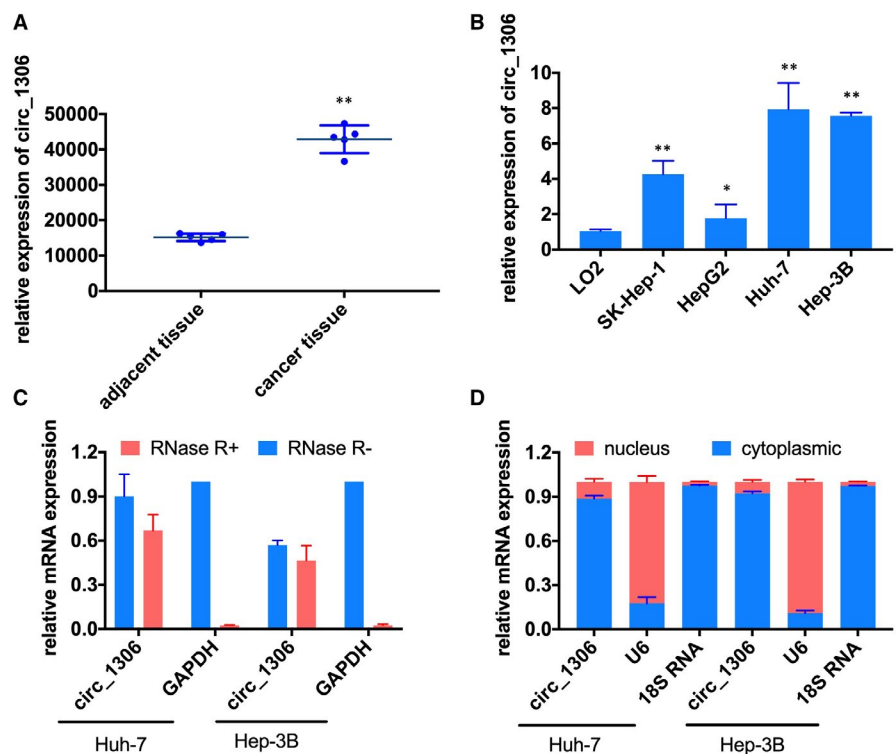 A
relative expression of circ_1306
50000
40000
30000
20000
10000
0
**
adjacent tissue
cancer tissue
B
relative expression of circ_1306
10
8
6
4
2
0
**
*
**
**
LO2
SK-Hep-1
HepG2
Huh-7
Hep-3B
C
relative mRNA expression
RNase R+
RNase R-
1.2
0.9
0.6
0.3
0.0
circ_1306
GAPDH
circ_1306
GAPDH
Huh-7
Hep-3B
D
relative mRNA expression
nucleus
cytoplasmic
1.2
0.9
0.6
0.3
0.0
circ_1306
U6
18S RNA
circ_1306
U6
18S RNA
Huh-7
Hep-3B